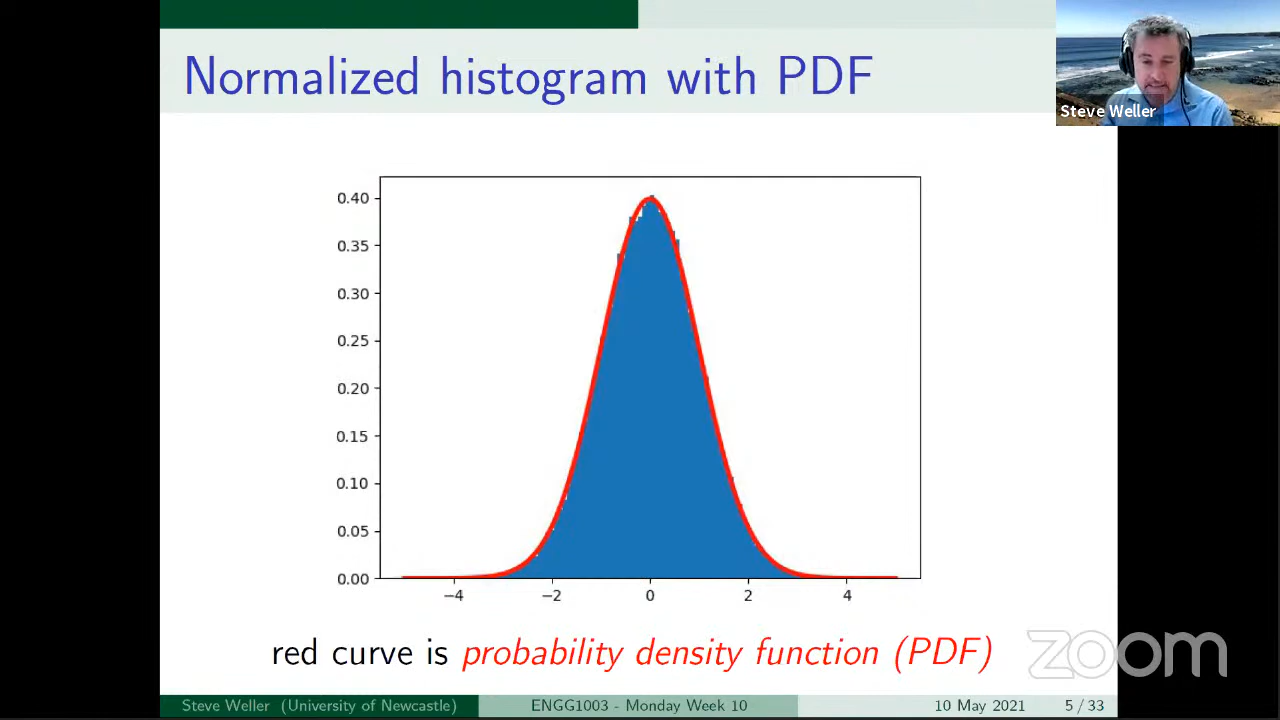 Normalized histogram with PDF
Steve Weller
0.40
0.35
0.30
0.25
0.20
0.15
0.10
0.05
0.00
−4 −2 0 2 4
red curve is probability density function (PDF)
zoom
Steve Weller (University of Newcastle) ENGG1003 - Monday Week 10 10 May 2021 5 / 33